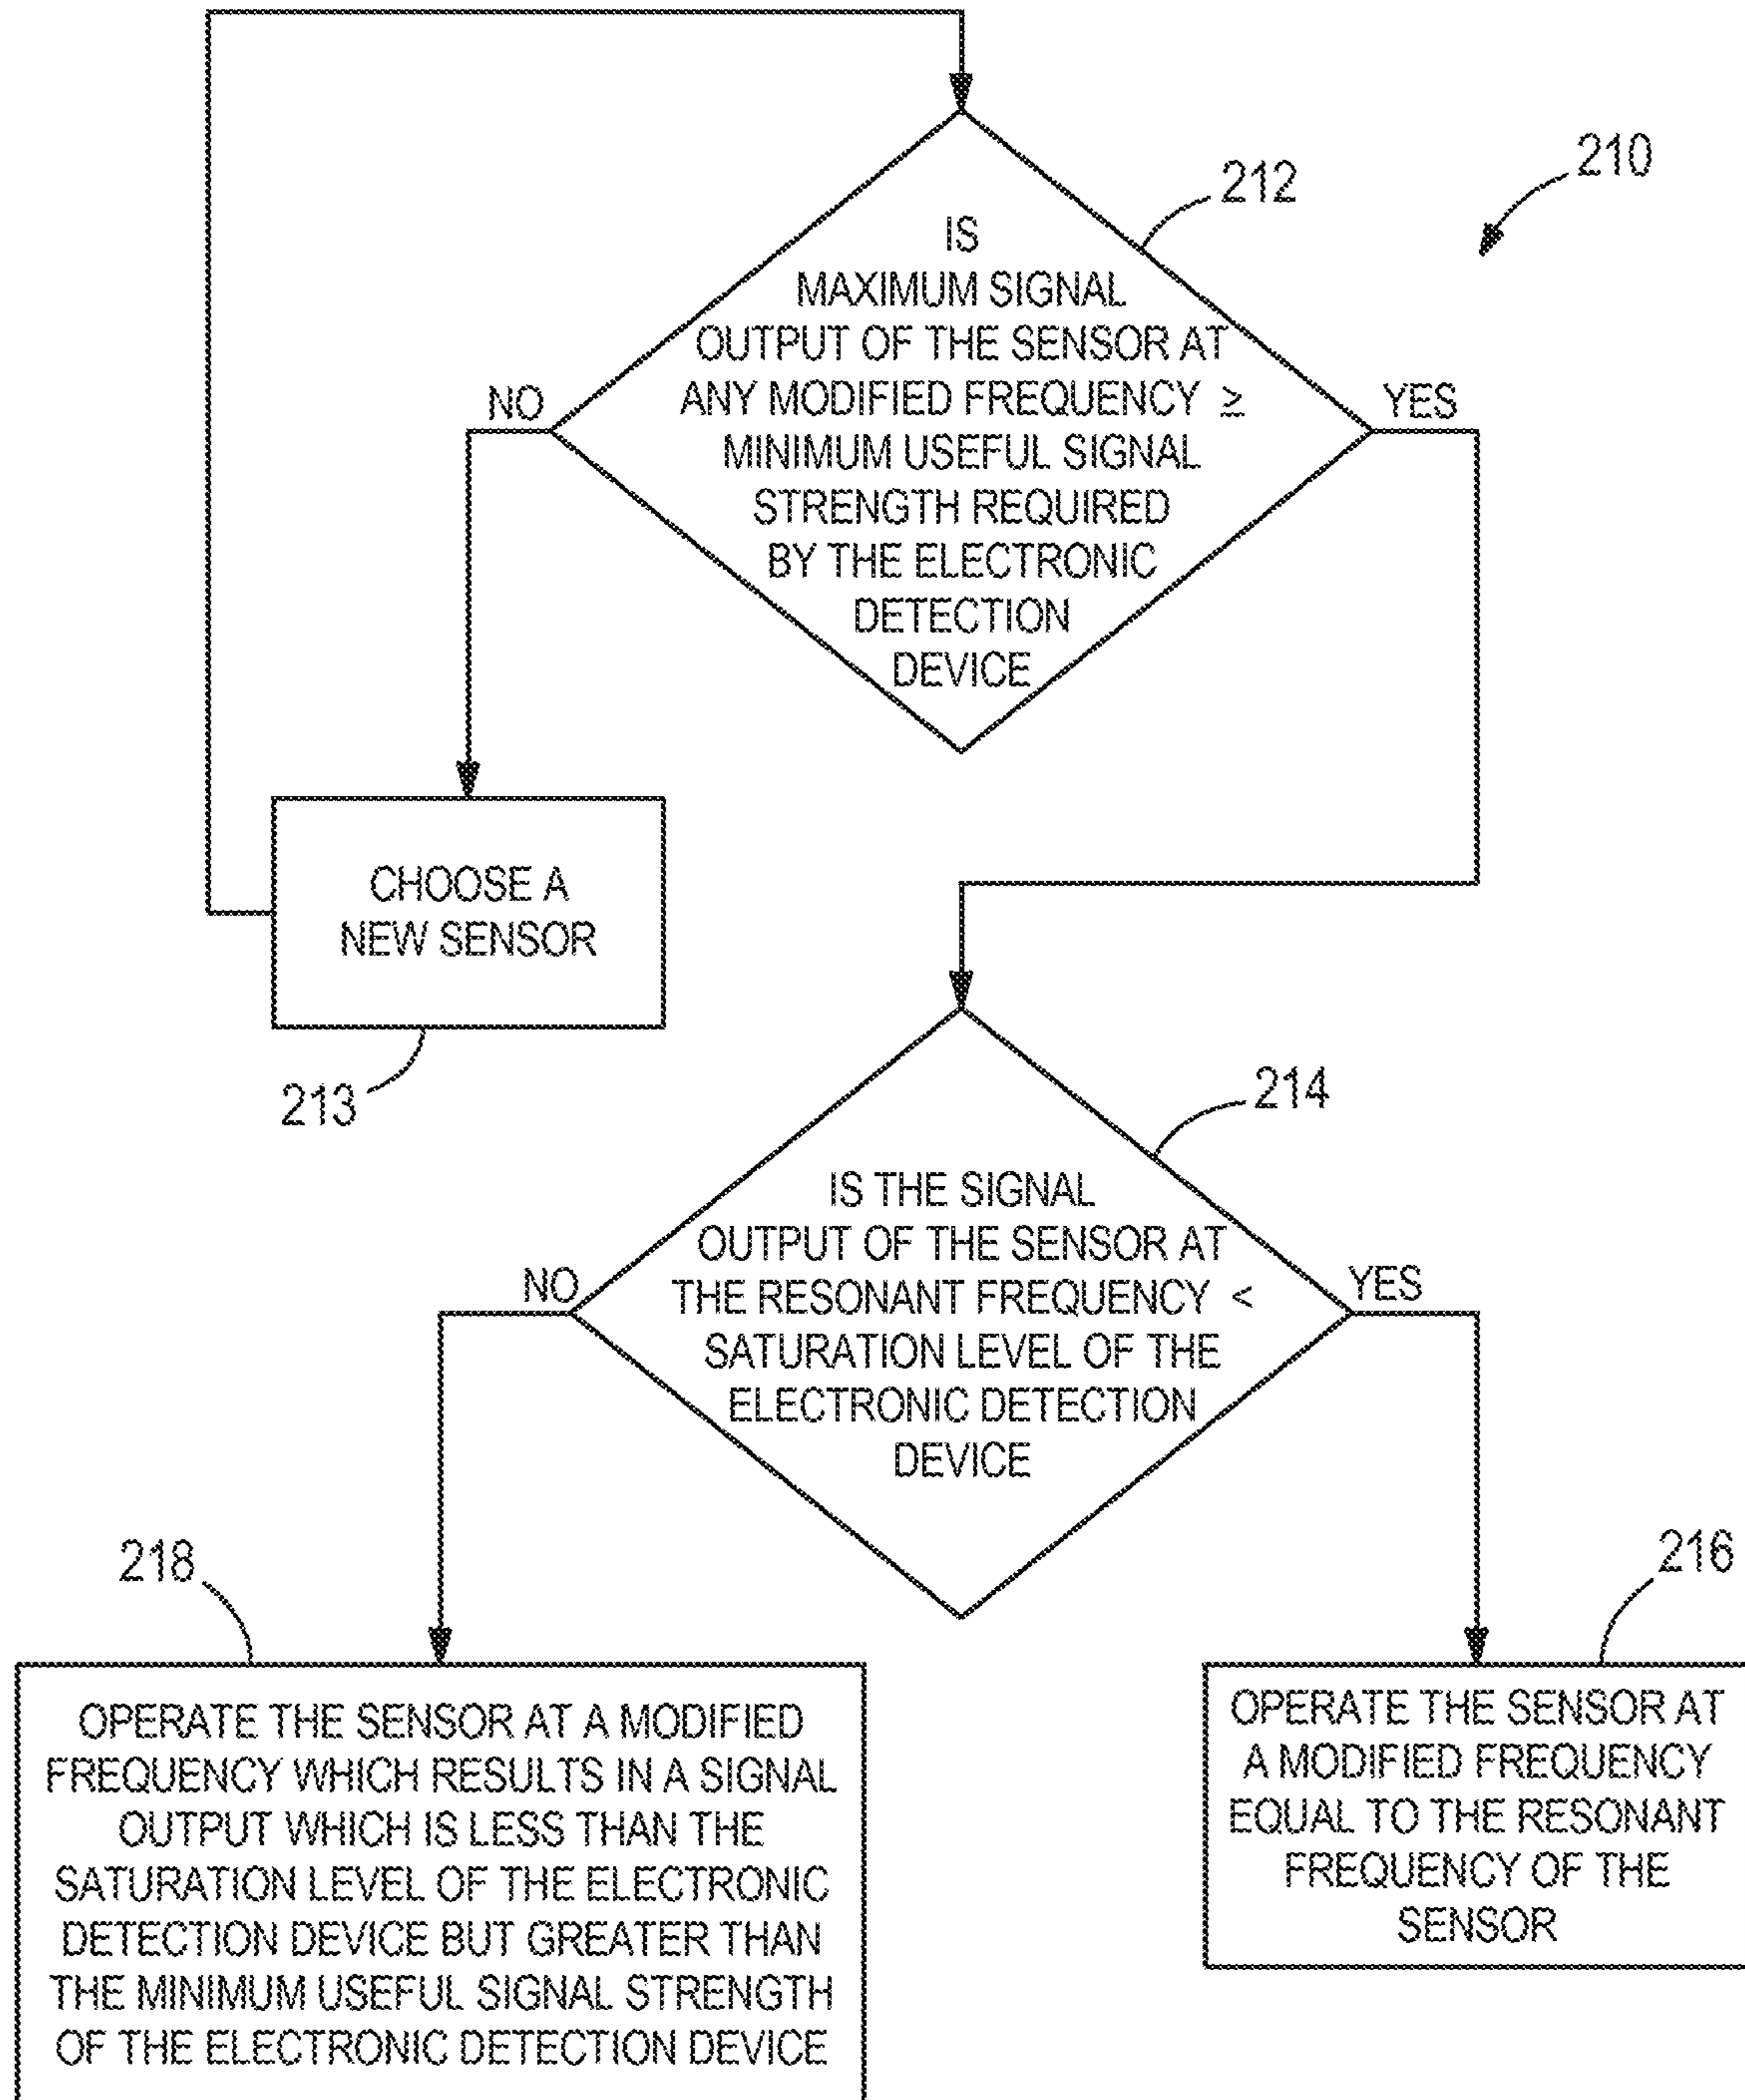 210
212
IS
MAXIMUM SIGNAL
OUTPUT OF THE SENSOR AT
ANY MODIFIED FREQUENCY ≥
MINIMUM USEFUL SIGNAL
STRENGTH REQUIRED
BY THE ELECTRONIC
DETECTION
DEVICE
NO
YES
CHOOSE A
NEW SENSOR
213
214
IS THE SIGNAL
OUTPUT OF THE SENSOR AT
THE RESONANT FREQUENCY <
SATURATION LEVEL OF THE
ELECTRONIC DETECTION
DEVICE
NO
YES
218
OPERATE THE SENSOR AT A MODIFIED
FREQUENCY WHICH RESULTS IN A SIGNAL
OUTPUT WHICH IS LESS THAN THE
SATURATION LEVEL OF THE ELECTRONIC
DETECTION DEVICE BUT GREATER THAN
THE MINIMUM USEFUL SIGNAL STRENGTH
OF THE ELECTRONIC DETECTION DEVICE
216
OPERATE THE SENSOR AT
A MODIFIED FREQUENCY
EQUAL TO THE RESONANT
FREQUENCY OF THE
SENSOR